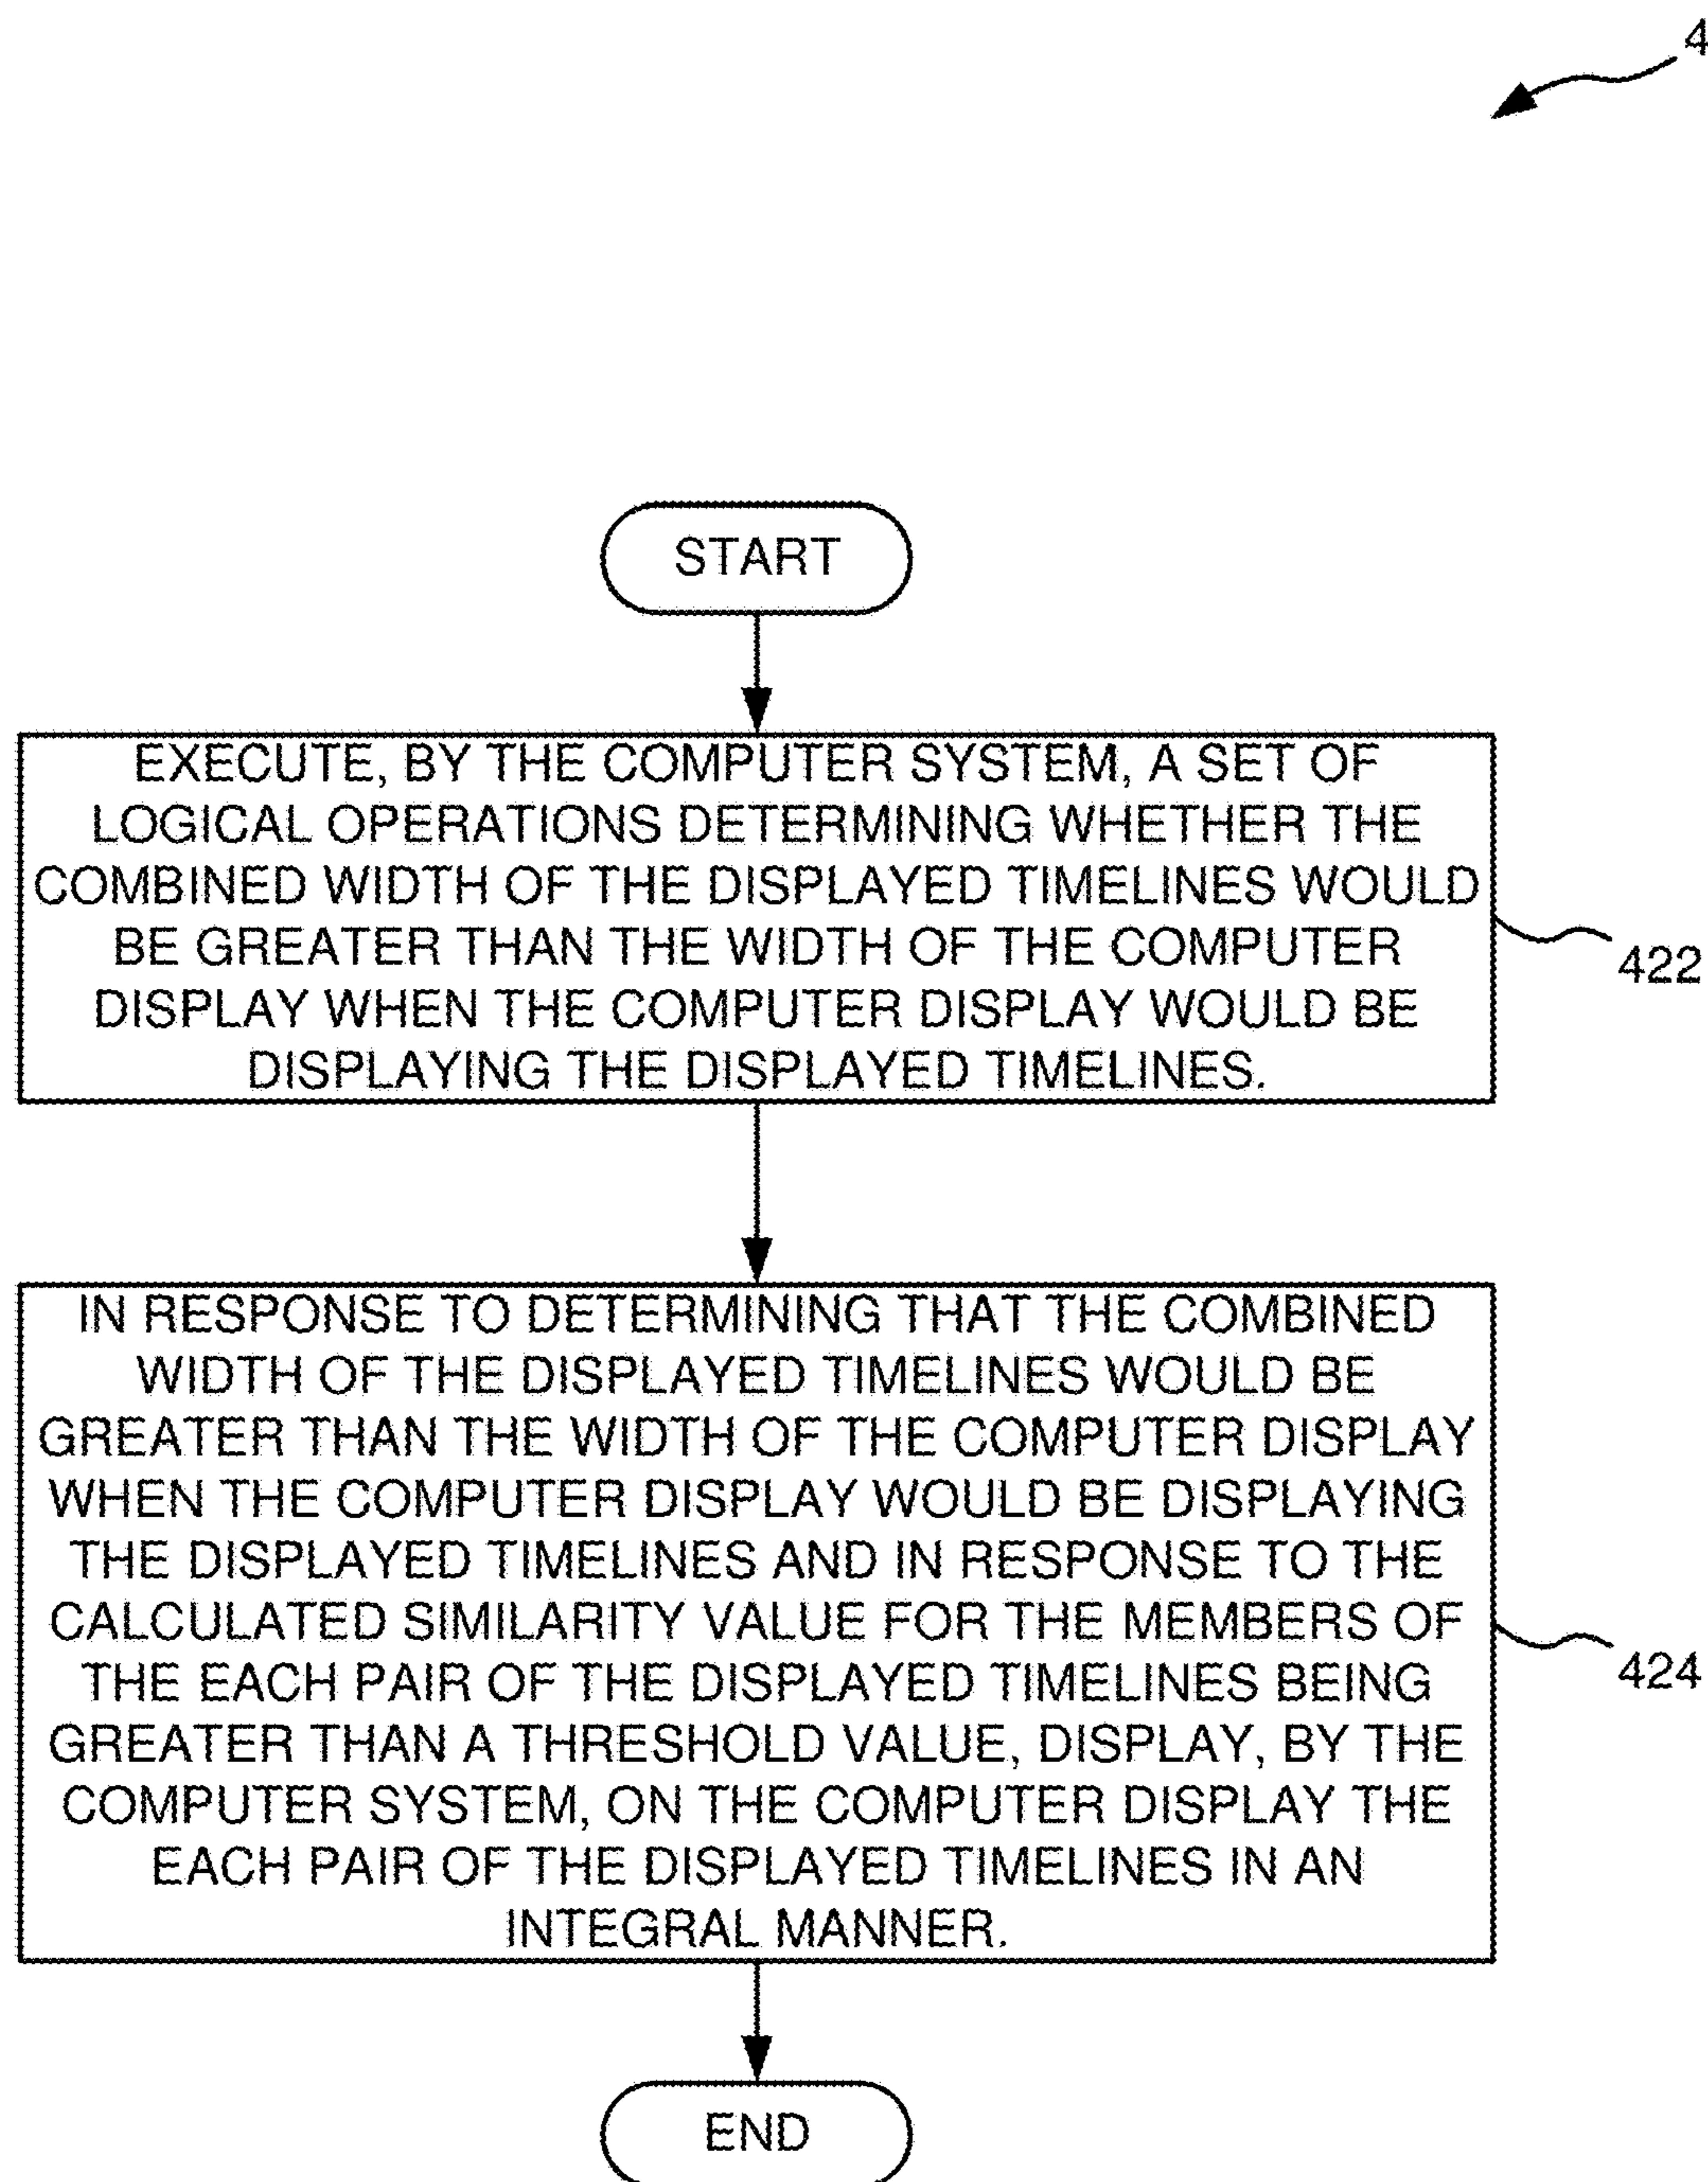 4
START
EXECUTE, BY THE COMPUTER SYSTEM, A SET OF
LOGICAL OPERATIONS DETERMINING WHETHER THE
COMBINED WIDTH OF THE DISPLAYED TIMELINES WOULD
BE GREATER THAN THE WIDTH OF THE COMPUTER
DISPLAY WHEN THE COMPUTER DISPLAY WOULD BE
DISPLAYING THE DISPLAYED TIMELINES.
422
IN RESPONSE TO DETERMINING THAT THE COMBINED
WIDTH OF THE DISPLAYED TIMELINES WOULD BE
GREATER THAN THE WIDTH OF THE COMPUTER DISPLAY
WHEN THE COMPUTER DISPLAY WOULD BE DISPLAYING
THE DISPLAYED TIMELINES AND IN RESPONSE TO THE
CALCULATED SIMILARITY VALUE FOR THE MEMBERS OF
THE EACH PAIR OF THE DISPLAYED TIMELINES BEING
GREATER THAN A THRESHOLD VALUE, DISPLAY, BY THE
COMPUTER SYSTEM, ON THE COMPUTER DISPLAY THE
EACH PAIR OF THE DISPLAYED TIMELINES IN AN
INTEGRAL MANNER.
424
END